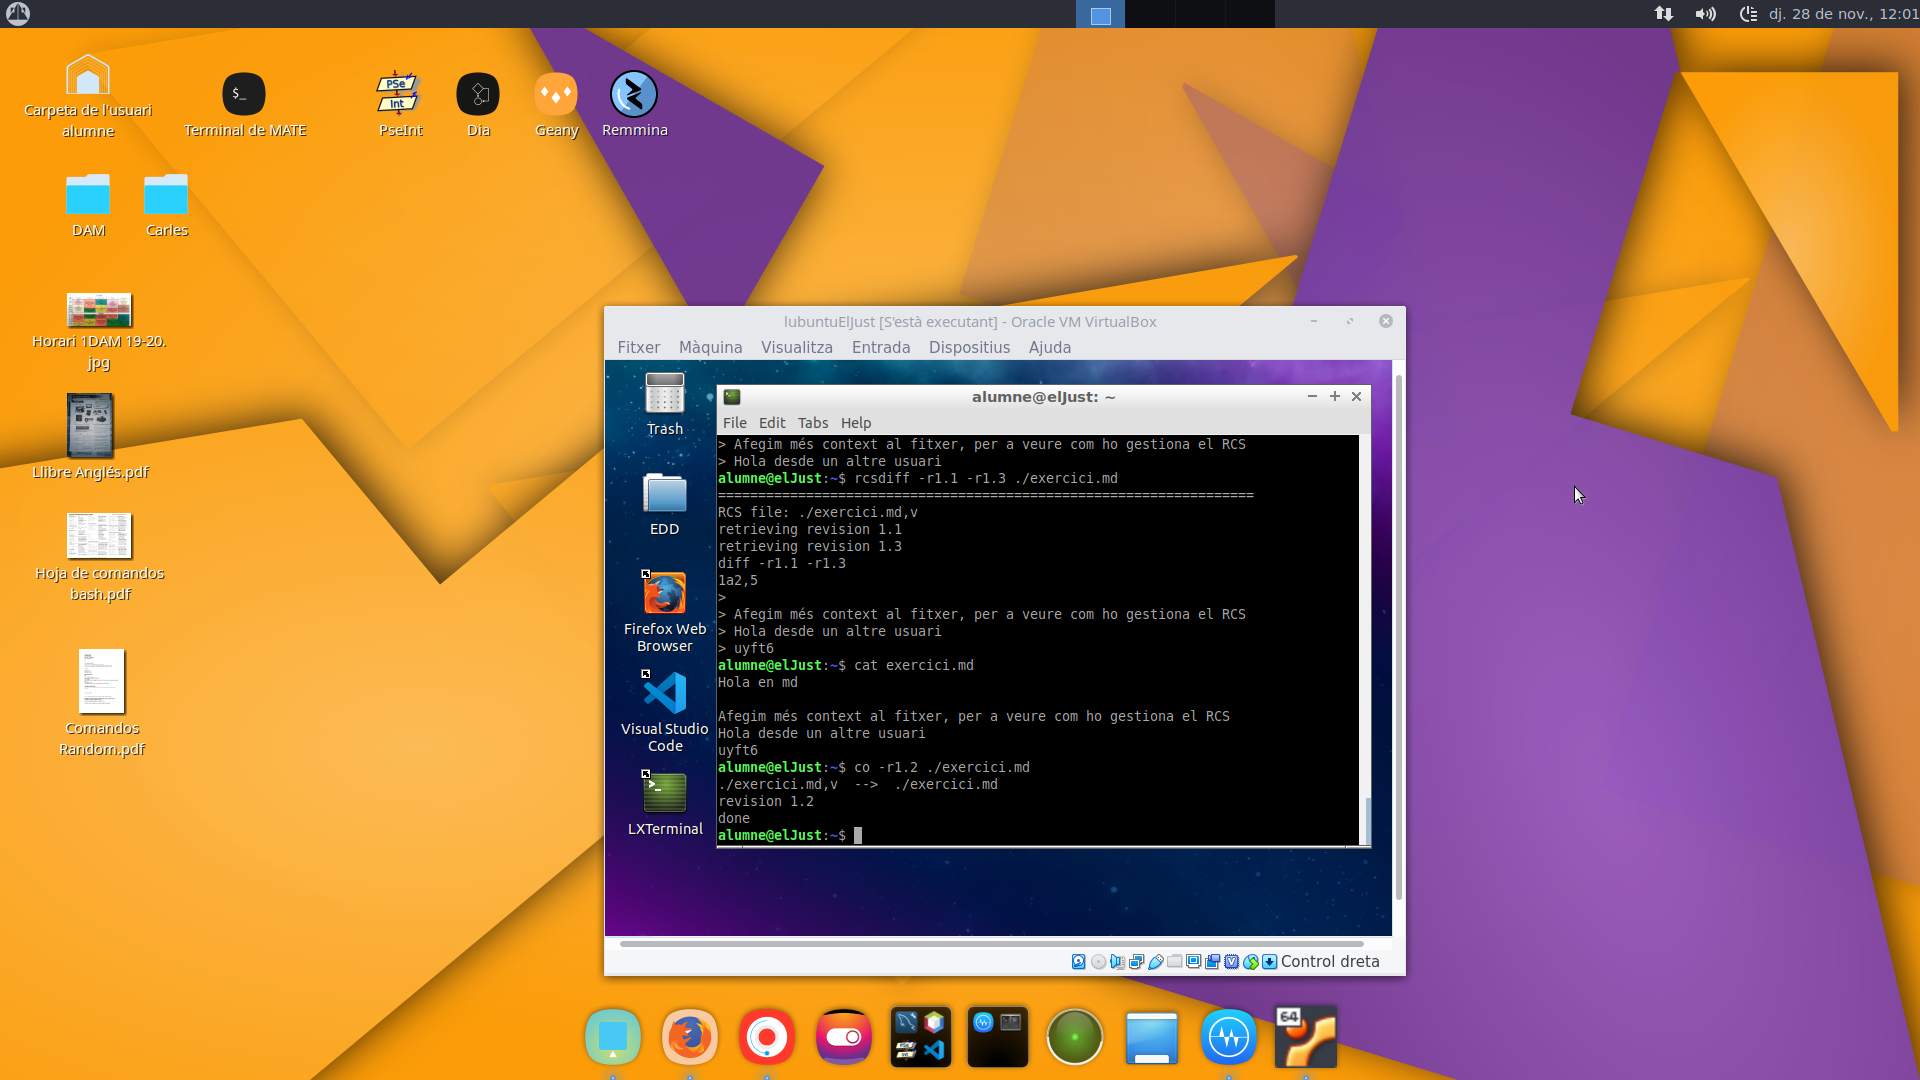 dj. 28 de nov., 12:01
Carpeta de l'usuari
alumne
$_
Terminal de MATE
PSe
Int
PseInt
Dia
Geany
Remmina
DAM
Carles
Horari 1DAM 19-20.
jpg
Llibre Anglés.pdf
Hoja de comandos
bash.pdf
Comandos
Random.pdf
lubuntuElJust [S'està executant] - Oracle VM VirtualBox
Fitxer Màquina Visualitza Entrada Dispositius Ajuda
Trash
EDD
Firefox Web
Browser
Visual Studio
Code
>_
LXTerminal
alumne@elJust: ~
File Edit Tabs Help
> Afegim més context al fitxer, per a veure com ho gestiona el RCS
> Hola desde un altre usuari
alumne@elJust:~$ rcsdiff -r1.1 -r1.3 ./exercici.md
===================================================================
RCS file: ./exercici.md,v
retrieving revision 1.1
retrieving revision 1.3
diff -r1.1 -r1.3
1a2,5
>
> Afegim més context al fitxer, per a veure com ho gestiona el RCS
> Hola desde un altre usuari
> uyft6
alumne@elJust:~$ cat exercici.md
Hola en md
Afegim més context al fitxer, per a veure com ho gestiona el RCS
Hola desde un altre usuari
uyft6
alumne@elJust:~$ co -r1.2 ./exercici.md
./exercici.md,v  -->  ./exercici.md
revision 1.2
done
alumne@elJust:~$
Control dreta
64